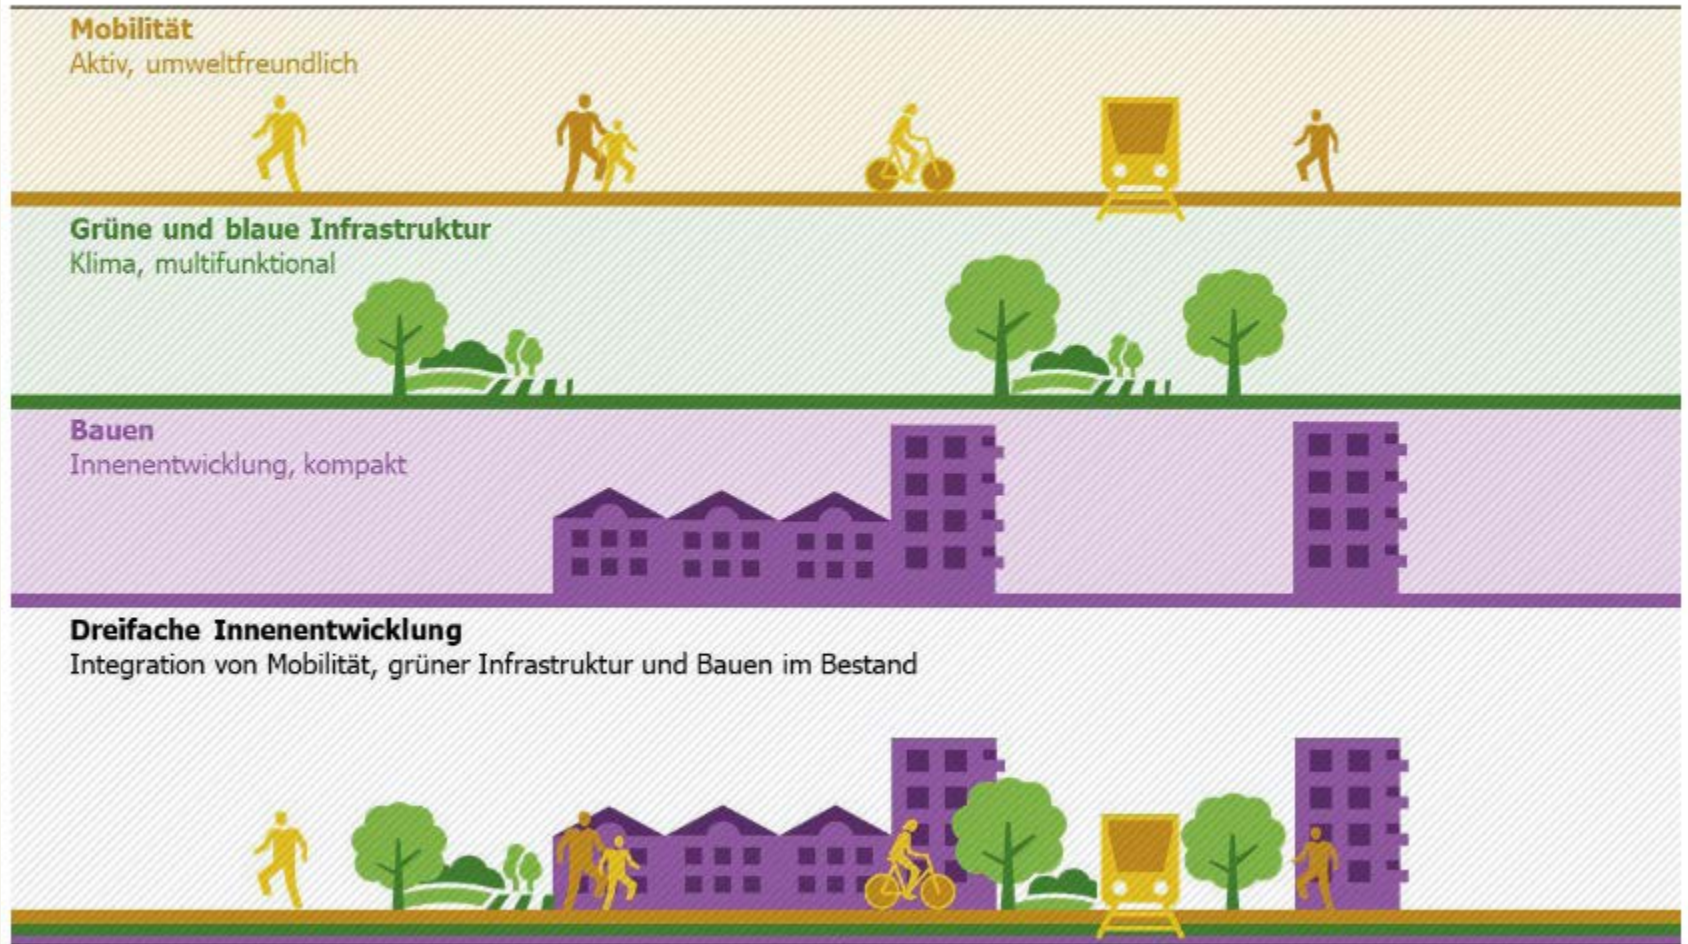 Mobilität
Aktiv, umweltfreundlich
Grüne und blaue Infrastruktur
Klima, multifunktional
Bauen
Innenentwicklung, kompakt
Dreifache Innenentwicklung
Integration von Mobilität, grüner Infrastruktur und Bauen im Bestand